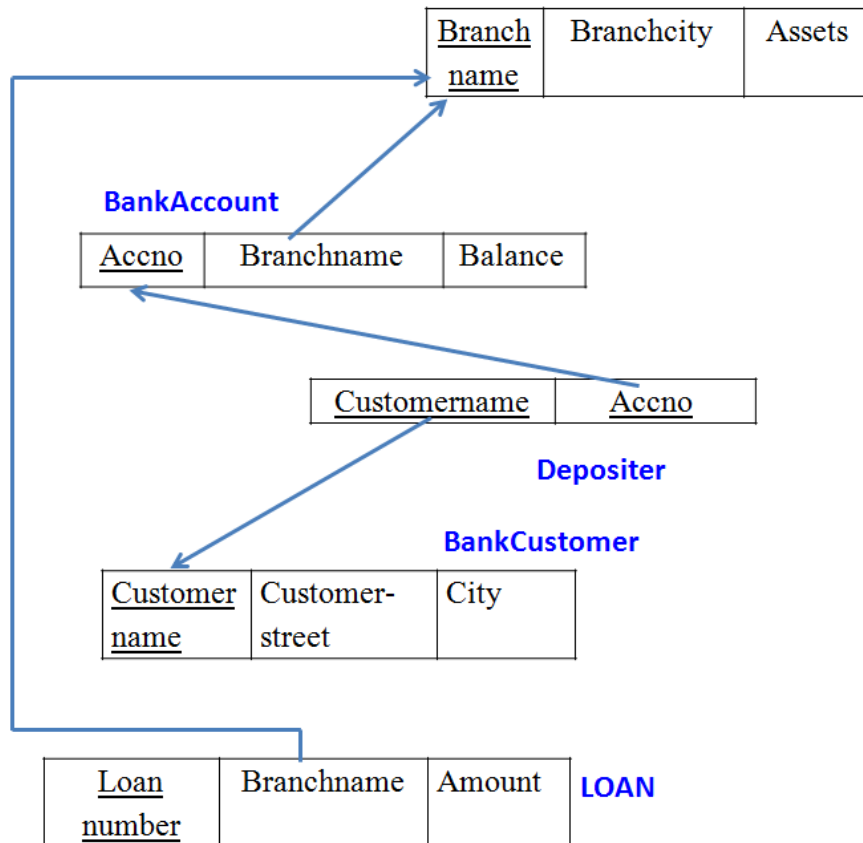 Branch name Branchcity Assets
BankAccount
Accno Branchname Balance
Customername Accno
Depositer
BankCustomer
Customer name Customer-street City
Loan number Branchname Amount
LOAN